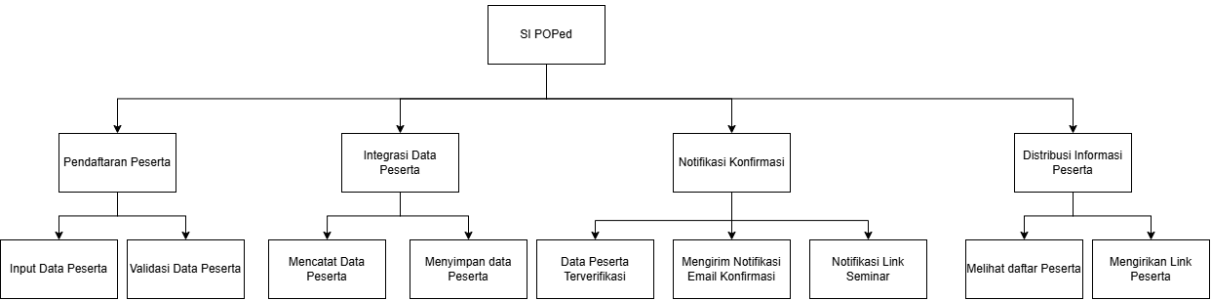 SI POPed
Pendaftaran Peserta
Integrasi Data
Peserta
Notifikasi Konfirmasi
Distribusi Informasi
Peserta
Input Data Peserta
Validasi Data Peserta
Mencatat Data
Peserta
Menyimpan data
Peserta
Data Peserta
Terverifikasi
Mengirim Notifikasi
Email Konfirmasi
Notifikasi Link
Seminar
Melihat daftar Peserta
Mengirikan Link
Peserta